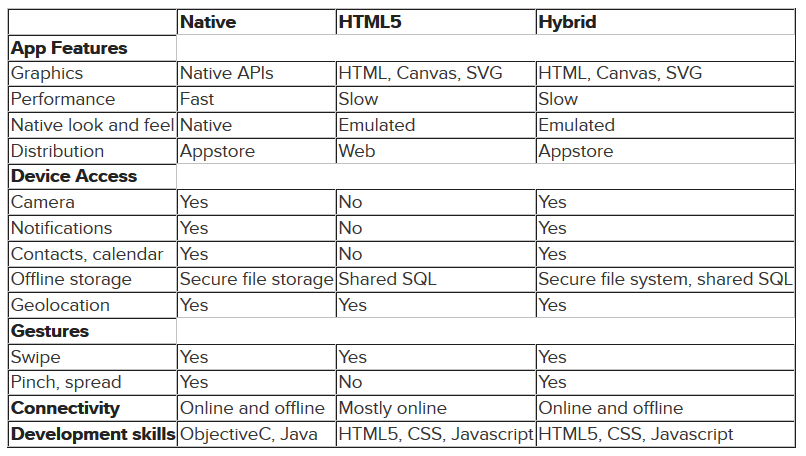 Native HTML5 Hybrid
App Features
Graphics Native APIs HTML, Canvas, SVG HTML, Canvas, SVG
Performance Fast Slow Slow
Native look and feel Native Emulated Emulated
Distribution Appstore Web Appstore
Device Access
Camera Yes No Yes
Notifications Yes No Yes
Contacts, calendar Yes No Yes
Offline storage Secure file storage Shared SQL Secure file system, shared SQL
Geolocation Yes Yes Yes
Gestures
Swipe Yes Yes Yes
Pinch, spread Yes No Yes
Connectivity Online and offline Mostly online Online and offline
Development skills ObjectiveC, Java HTML5, CSS, Javascript HTML5, CSS, Javascript